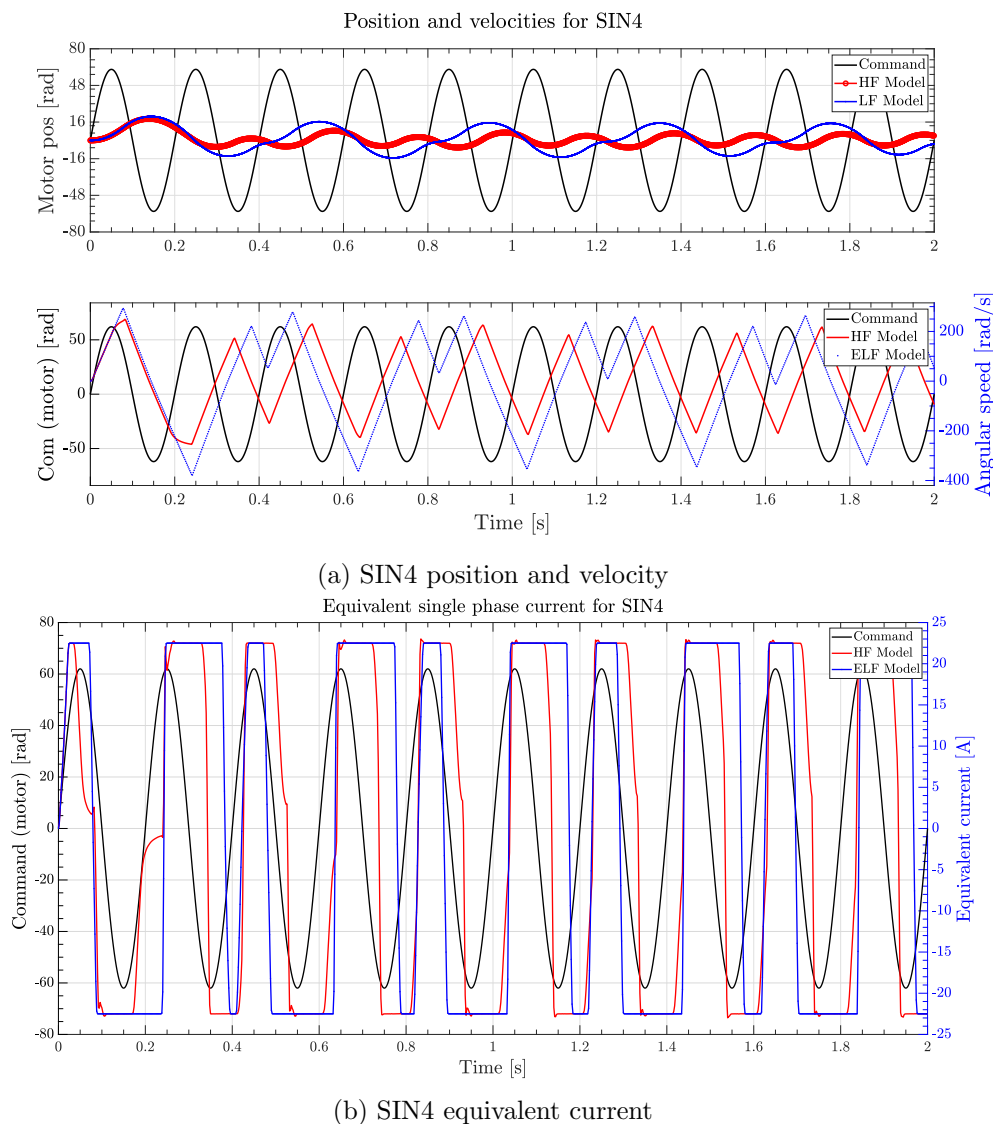 Position and velocities for SIN4
80
48
16
-16
-48
-80
Motor pos [rad]
Command
HF Model
LF Model
0 0.2 0.4 0.6 0.8 1 1.2 1.4 1.6 1.8 2
50
0
-50
Com (motor) [rad]
Command
HF Model
ELF Model
200
0
-200
-400
Angular speed [rad/s]
0 0.2 0.4 0.6 0.8 1 1.2 1.4 1.6 1.8 2
Time [s]
(a) SIN4 position and velocity
Equivalent single phase current for SIN4
80
60
40
20
0
-20
-40
-60
-80
Command (motor) [rad]
Command
HF Model
ELF Model
25
20
15
10
5
0
-5
-10
-15
-20
-25
Equivalent current [A]
0 0.2 0.4 0.6 0.8 1 1.2 1.4 1.6 1.8 2
Time [s]
(b) SIN4 equivalent current